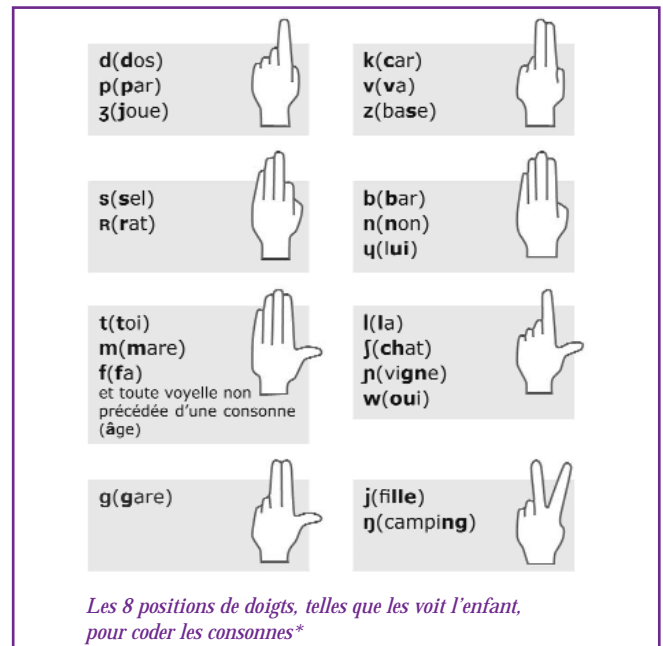 d(dos)
p(par)
ʒ(joue)
k(car)
v(va)
z(base)
s(sel)
ʀ(rat)
b(bar)
n(non)
ɥ(lui)
t(toi)
m(mare)
f(fa)
et toute voyelle non
précédée d'une consonne
(âge)
l(la)
ʃ(chat)
ɲ(vigne)
w(oui)
g(gare)
j(fille)
ŋ(camping)
Les 8 positions de doigts, telles que les voit l'enfant,
pour coder les consonnes*